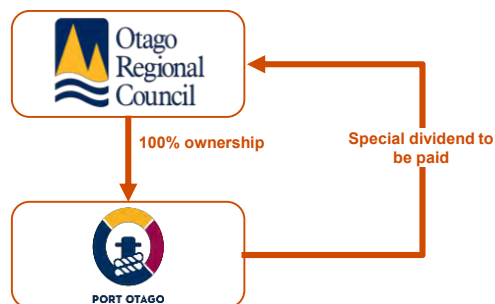 Otago
Regional
Council
100% ownership
Special dividend to
be paid
PORT OTAGO